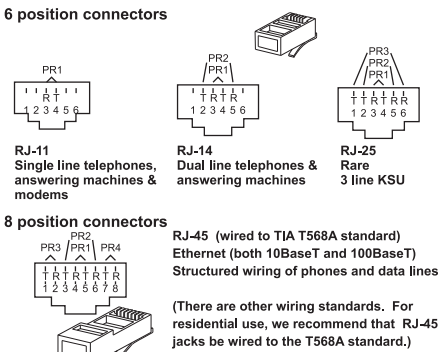 6 position connectors
PR1
R T
1 2 3 4 5 6
RJ-11
Single line telephones,
answering machines &
modems
PR2
PR1
T R T R
1 2 3 4 5 6
RJ-14
Dual line telephones &
answering machines
PR3
PR2
PR1
T T R T R R
1 2 3 4 5 6
RJ-25
Rare
3 line KSU
8 position connectors
PR2
PR3 PR1 PR4
T R T R T R T R
1 2 3 4 5 6 7 8
RJ-45 (wired to TIA T568A standard)
Ethernet (both 10BaseT and 100BaseT)
Structured wiring of phones and data lines
(There are other wiring standards. For
residential use, we recommend that RJ-45
jacks be wired to the T568A standard.)